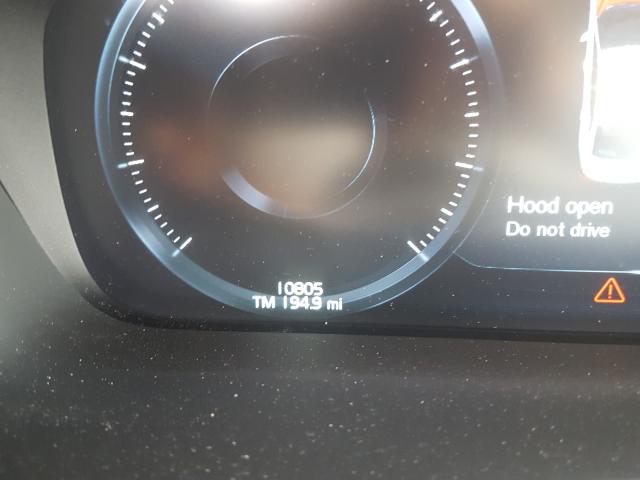 Hood open
Do not drive
10805
TM 194.9 mi